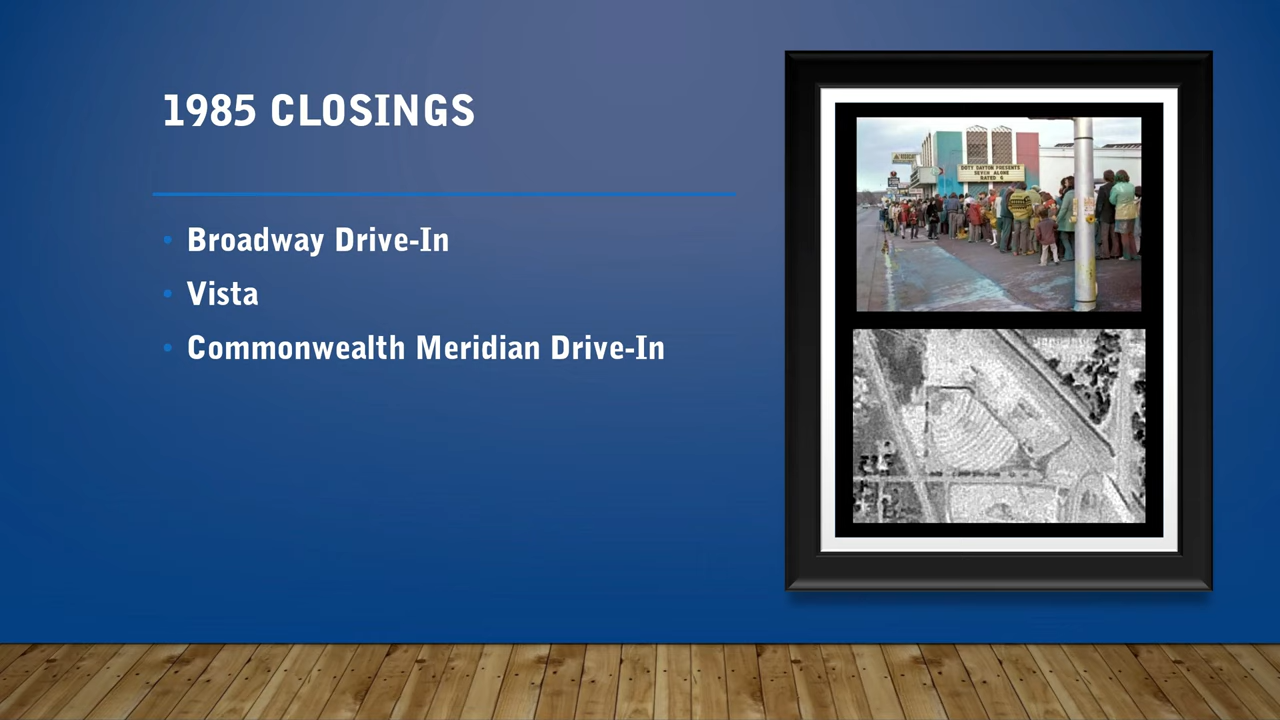 1985 CLOSINGS
Broadway Drive-In
Vista
Commonwealth Meridian Drive-In
DOTY DAYTON PRESENTS
SEVEN ALONE
RATED G